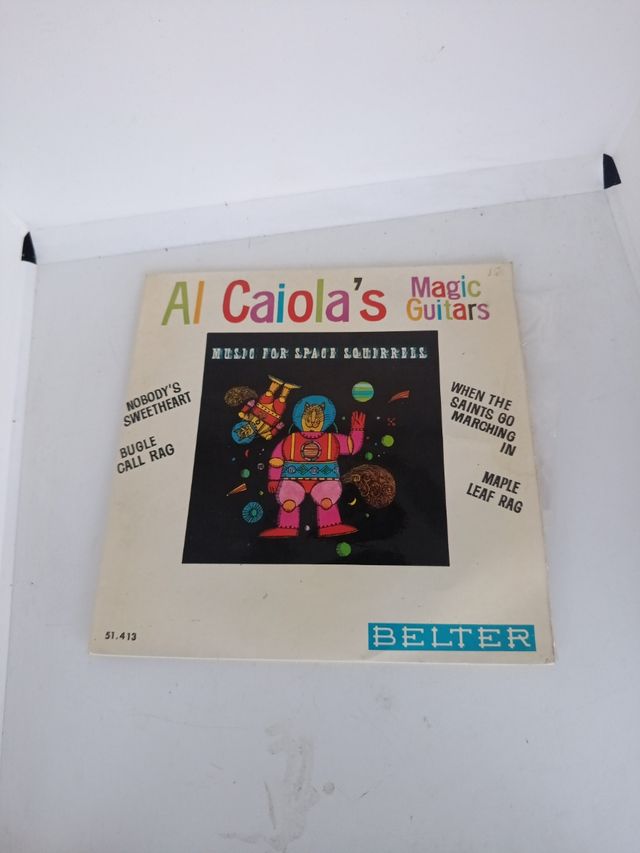 Al Caiola's
Magic
Guitars
MUSIC FOR SPACE SQUIRRELS
NOBODY'S
SWEETHEART
BUGLE
CALL RAG
WHEN THE
SAINTS GO
MARCHING
IN
MAPLE
LEAF RAG
51.413
BELTER